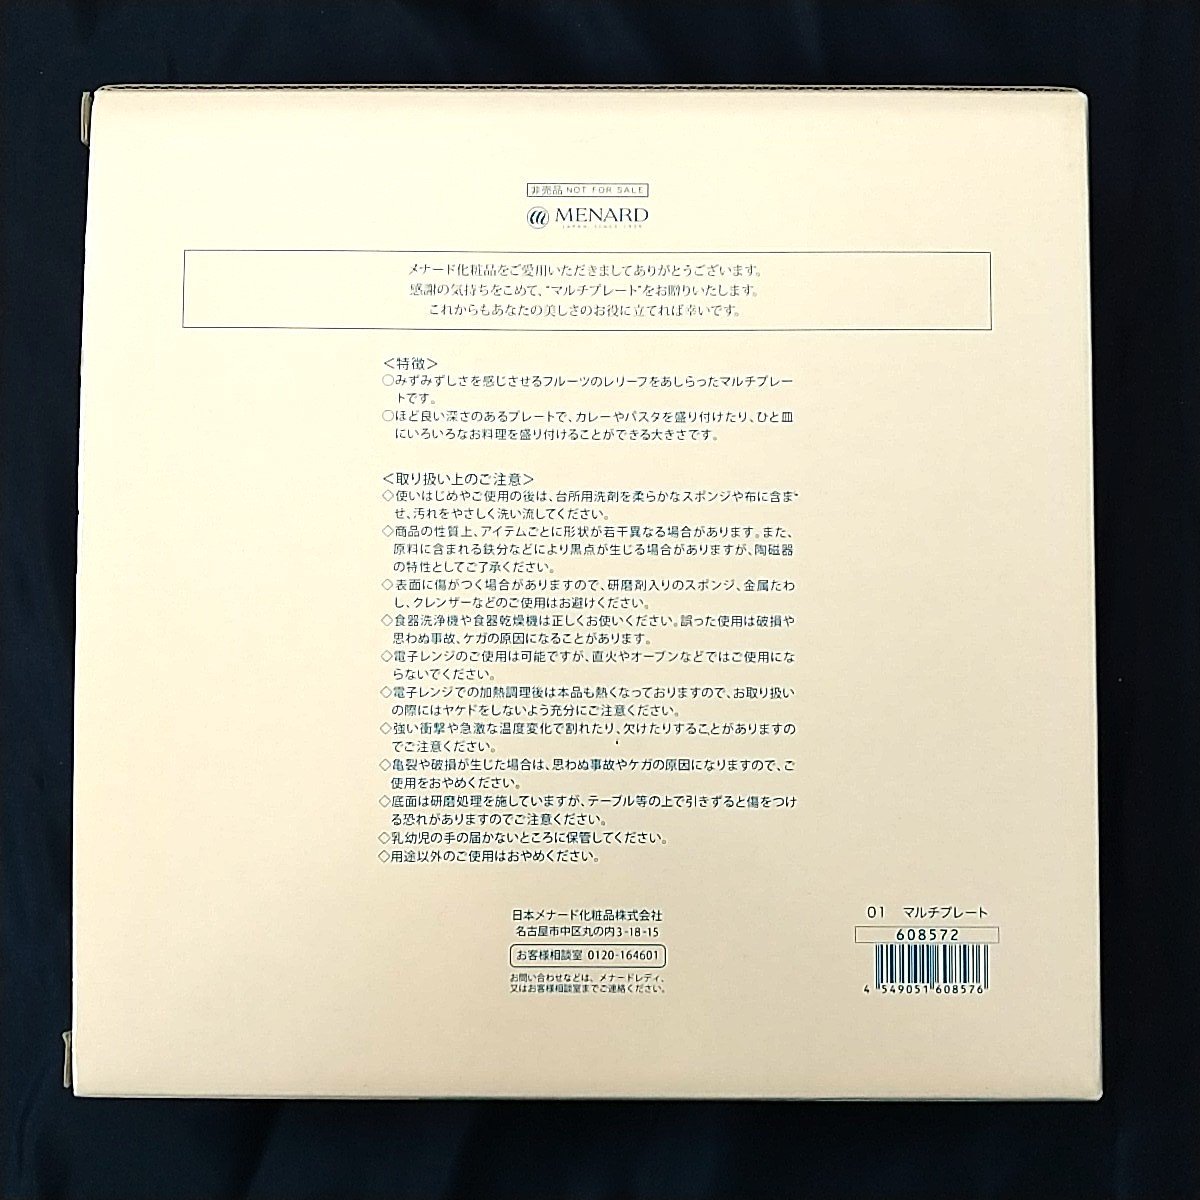 非売品 NOT FOR SALE
MENARD
JAPAN SINCE 1959
メナード化粧品をご愛用いただきましてありがとうございます。
感謝の気持ちをこめて、"マルチプレート"をお贈りいたします。
これからもあなたの美しさのお役に立てれば幸いです。
＜特徴＞
○みずみずしさを感じさせるフルーツのレリーフをあしらったマルチプレー
トです。
○ほど良い深さのあるプレートで、カレーやパスタを盛り付けたり、ひと皿
にいろいろなお料理を盛り付けることができる大きさです。
＜取り扱い上のご注意＞
◇使いはじめやご使用の後は、台所用洗剤を柔らかなスポンジや布に含ま
せ、汚れをやさしく洗い流してください。
◇商品の性質上、アイテムごとに形状が若干異なる場合があります。また、
原料に含まれる鉄分などにより黒点が生じる場合がありますが、陶磁器
の特性としてご了承ください。
◇表面に傷がつく場合がありますので、研磨剤入りのスポンジ、金属たわ
し、クレンザーなどのご使用はお避けください。
◇食器洗浄機や食器乾燥機は正しくお使いください。誤った使用は破損や
思わぬ事故、ケガの原因になることがあります。
◇電子レンジのご使用は可能ですが、直火やオーブンなどではご使用にな
らないでください。
◇電子レンジでの加熱調理後は本品も熱くなっておりますので、お取り扱い
の際にはヤケドをしないよう充分にご注意ください。
◇強い衝撃や急激な温度変化で割れたり、欠けたりすることがありますの
でご注意ください。
◇亀裂や破損が生じた場合は、思わぬ事故やケガの原因になりますので、ご
使用をおやめください。
◇底面は研磨処理を施していますが、テーブル等の上で引きずると傷をつけ
る恐れがありますのでご注意ください。
◇乳幼児の手の届かないところに保管してください。
◇用途以外のご使用はおやめください。
日本メナード化粧品株式会社
名古屋市中区丸の内3-18-15
お客様相談室 0120-164601
お問い合わせなどは、メナードレディ、
又はお客様相談室までご連絡ください。
01 マルチプレート
608572
4 549051 608576